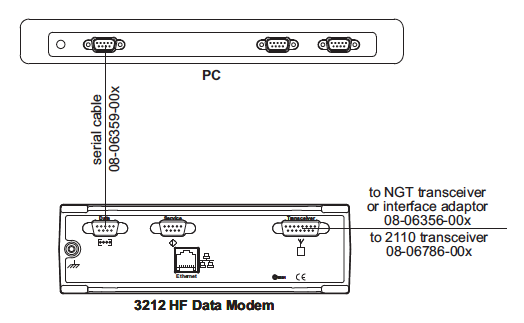 PC
serial cable
08-06359-00x
to NGT transceiver
or interface adaptor
08-06356-00x
to 2110 transceiver
08-06786-00x
Data
Service
Transceiver
Ethernet
CE
3212 HF Data Modem